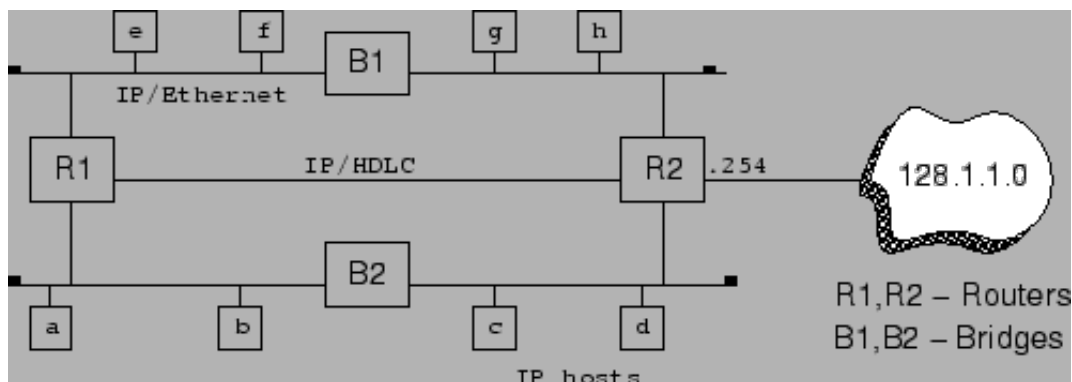 e
f
B1
g
h
IP/Ethernet
R1
IP/HDLC
R2
.254
128.1.1.0
B2
R1,R2 – Routers
a
b
c
d
B1,B2 – Bridges
IP hosts